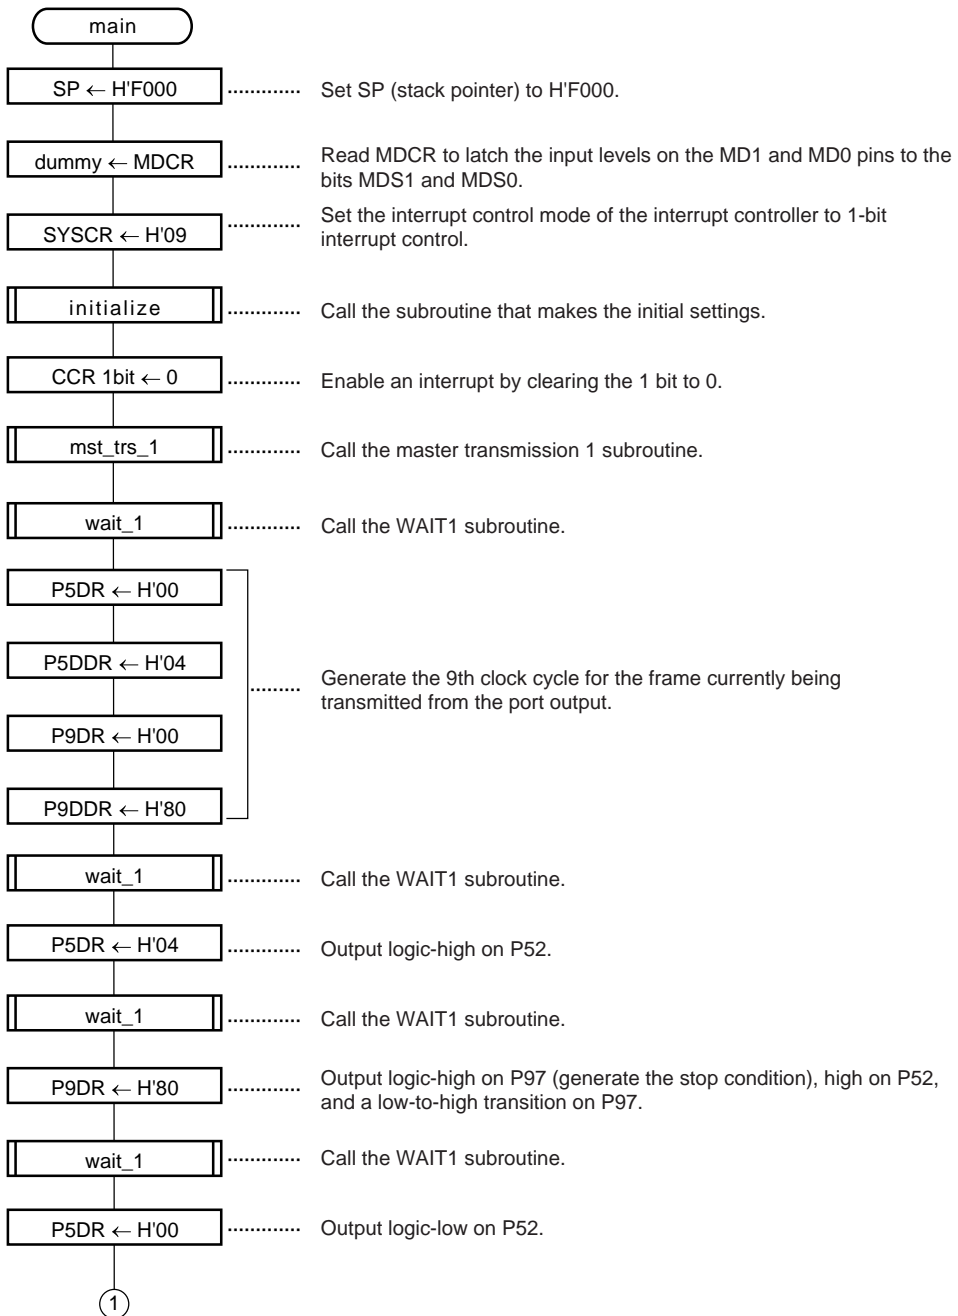 main
SP ← H'F000
Set SP (stack pointer) to H'F000.
dummy ← MDCR
Read MDCR to latch the input levels on the MD1 and MD0 pins to the
bits MDS1 and MDS0.
SYSCR ← H'09
Set the interrupt control mode of the interrupt controller to 1-bit
interrupt control.
initialize
Call the subroutine that makes the initial settings.
CCR 1bit ← 0
Enable an interrupt by clearing the 1 bit to 0.
mst_trs_1
Call the master transmission 1 subroutine.
wait_1
Call the WAIT1 subroutine.
P5DR ← H'00
P5DDR ← H'04
P9DR ← H'00
P9DDR ← H'80
Generate the 9th clock cycle for the frame currently being
transmitted from the port output.
wait_1
Call the WAIT1 subroutine.
P5DR ← H'04
Output logic-high on P52.
wait_1
Call the WAIT1 subroutine.
P9DR ← H'80
Output logic-high on P97 (generate the stop condition), high on P52,
and a low-to-high transition on P97.
wait_1
Call the WAIT1 subroutine.
P5DR ← H'00
Output logic-low on P52.
1